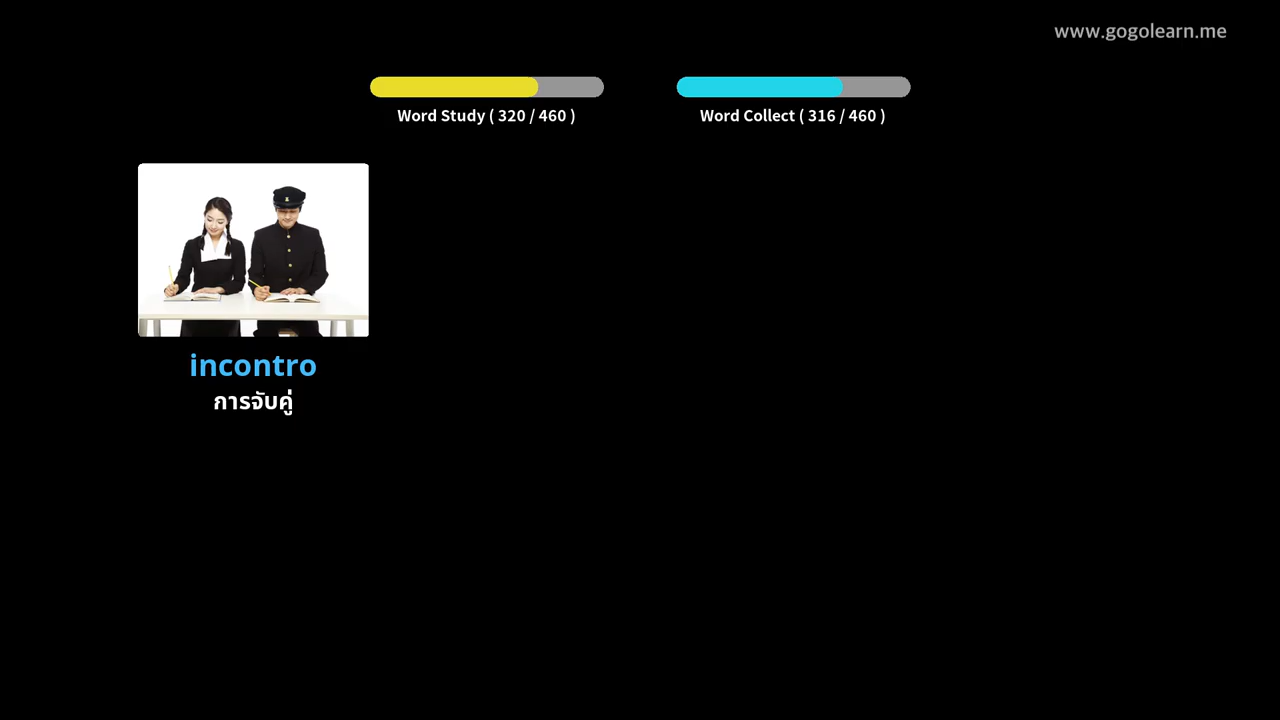 www.gogolearn.me
Word Study ( 320 / 460 )
Word Collect ( 316 / 460 )
incontro
การจับคู่